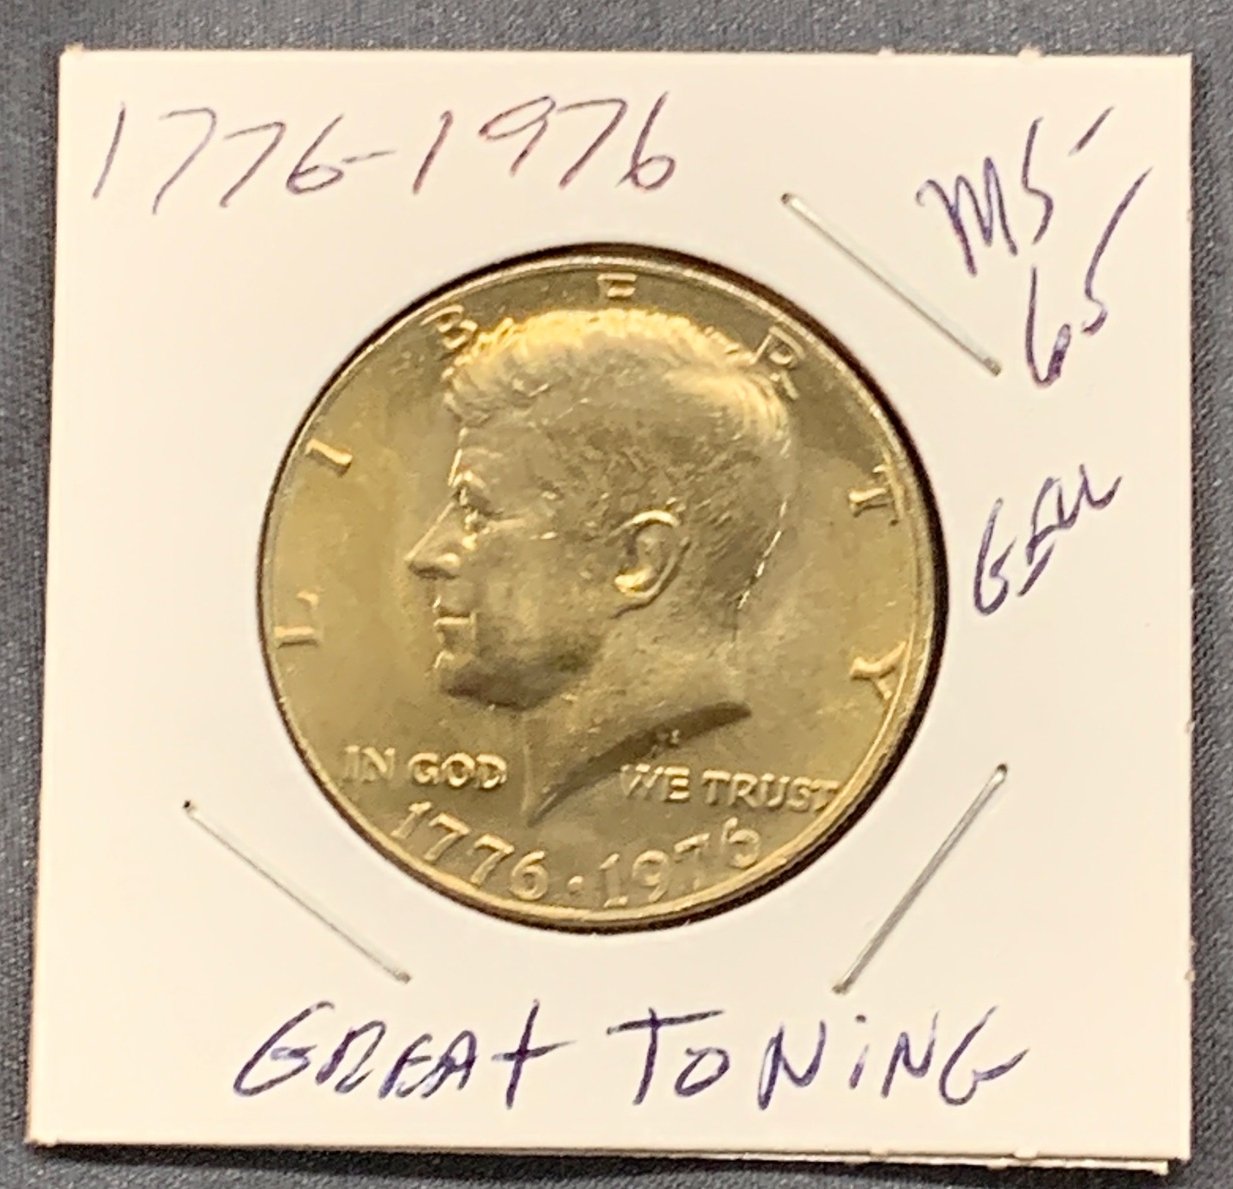 1776-1976
MS
65
GEM
LIBERTY
IN GOD WE TRUST
1776·1976
GREAT TONING